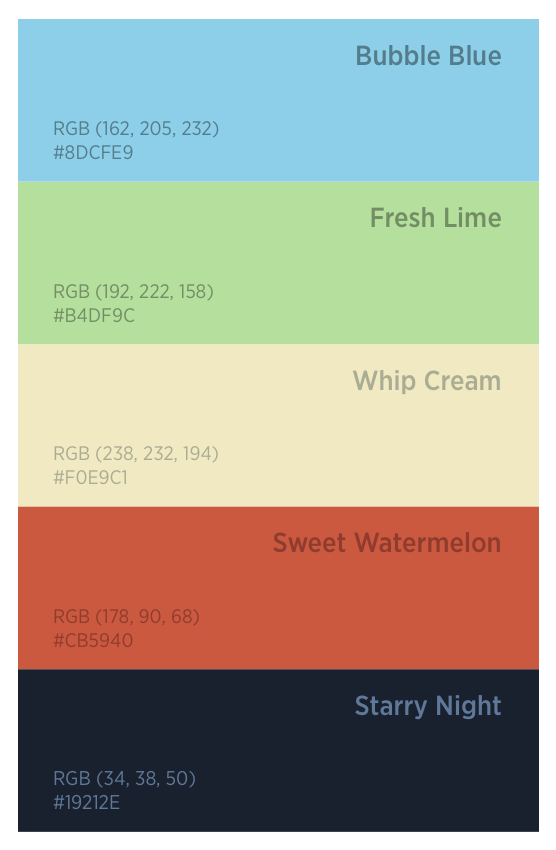 Bubble Blue
RGB (162, 205, 232)
#8DCFE9
Fresh Lime
RGB (192, 222, 158)
#B4DF9C
Whip Cream
RGB (238, 232, 194)
#F0E9C1
Sweet Watermelon
RGB (178, 90, 68)
#CB5940
Starry Night
RGB (34, 38, 50)
#19212E